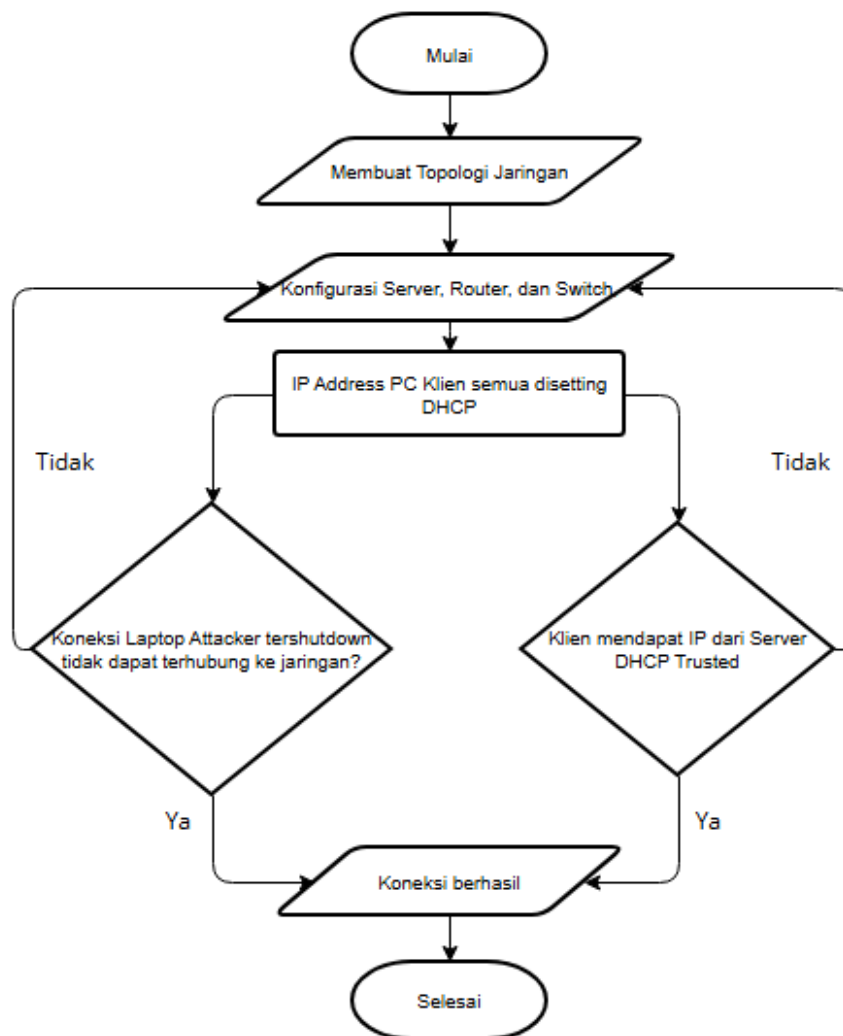 Mulai
Membuat Topologi Jaringan
Konfigurasi Server, Router, dan Switch
IP Address PC Klien semua disetting
DHCP
Tidak
Tidak
Koneksi Laptop Attacker tershutdown
tidak dapat terhubung ke jaringan?
Klien mendapat IP dari Server
DHCP Trusted
Ya
Ya
Koneksi berhasil
Selesai